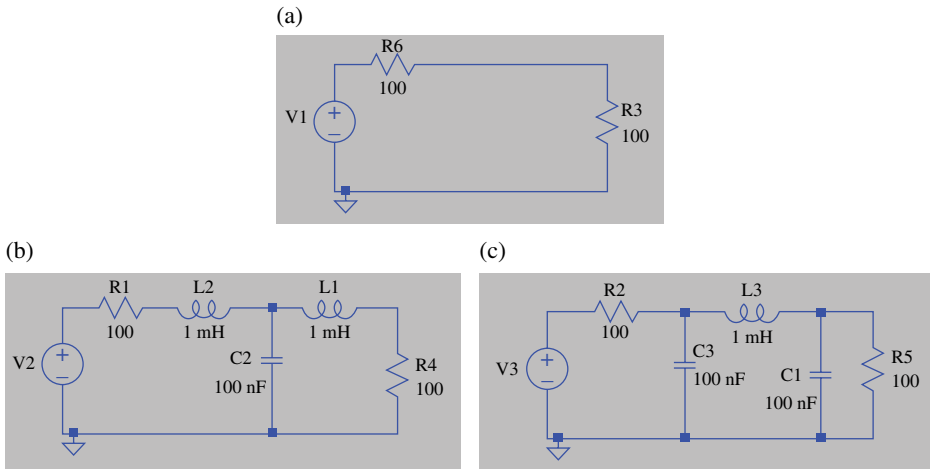 (a)
R6
100
V1
+
−
R3
100
(b)
R1
100
L2
1 mH
L1
1 mH
V2
+
−
C2
100 nF
R4
100
(c)
R2
100
L3
1 mH
V3
+
−
C3
100 nF
C1
100 nF
R5
100